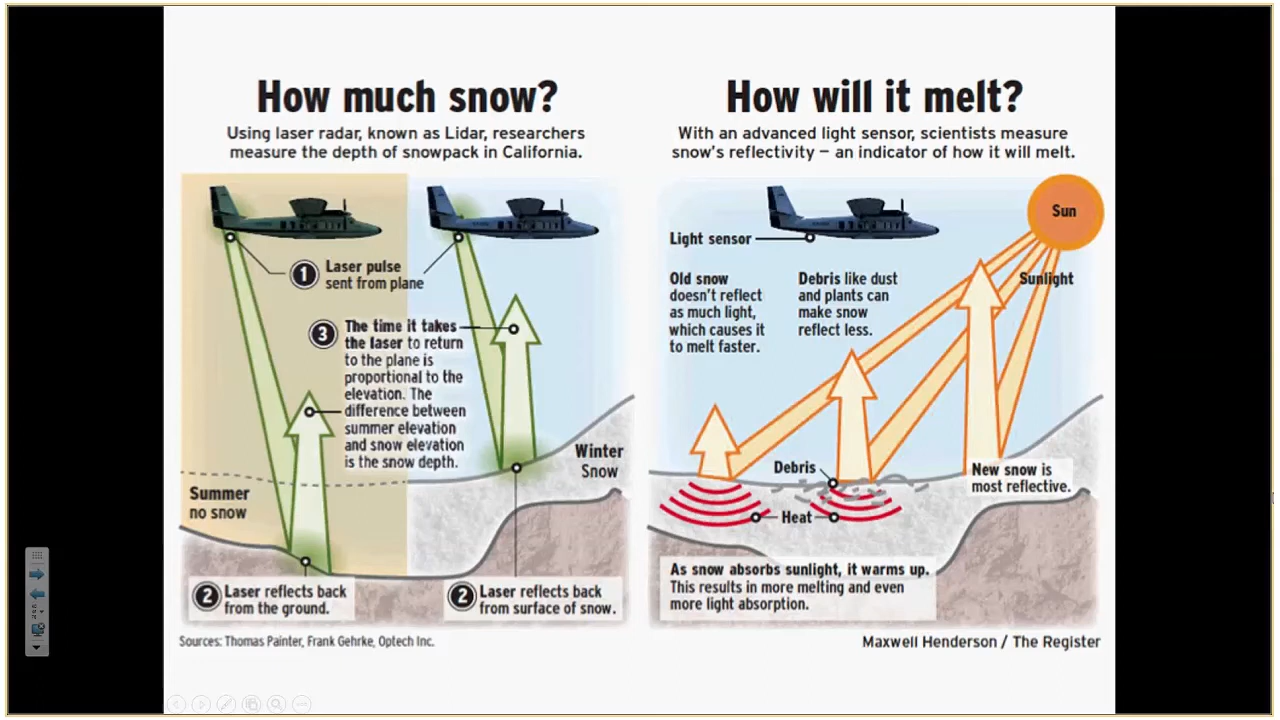 How much snow?
Using laser radar, known as Lidar, researchers
measure the depth of snowpack in California.
1
Laser pulse
sent from plane
3
The time it takes
the laser to return
to the plane is
proportional to the
elevation. The
difference between
summer elevation
and snow elevation
is the snow depth.
Winter
Snow
Summer
no snow
2
Laser reflects back
from the ground.
2
Laser reflects back
from surface of snow.
Sources: Thomas Painter, Frank Gehrke, Optech Inc.
How will it melt?
With an advanced light sensor, scientists measure
snow's reflectivity – an indicator of how it will melt.
Sun
Light sensor
Sunlight
Old snow
doesn't reflect
as much light,
which causes it
to melt faster.
Debris like dust
and plants can
make snow
reflect less.
Debris
New snow is
most reflective.
Heat
As snow absorbs sunlight, it warms up.
This results in more melting and even
more light absorption.
Maxwell Henderson / The Register